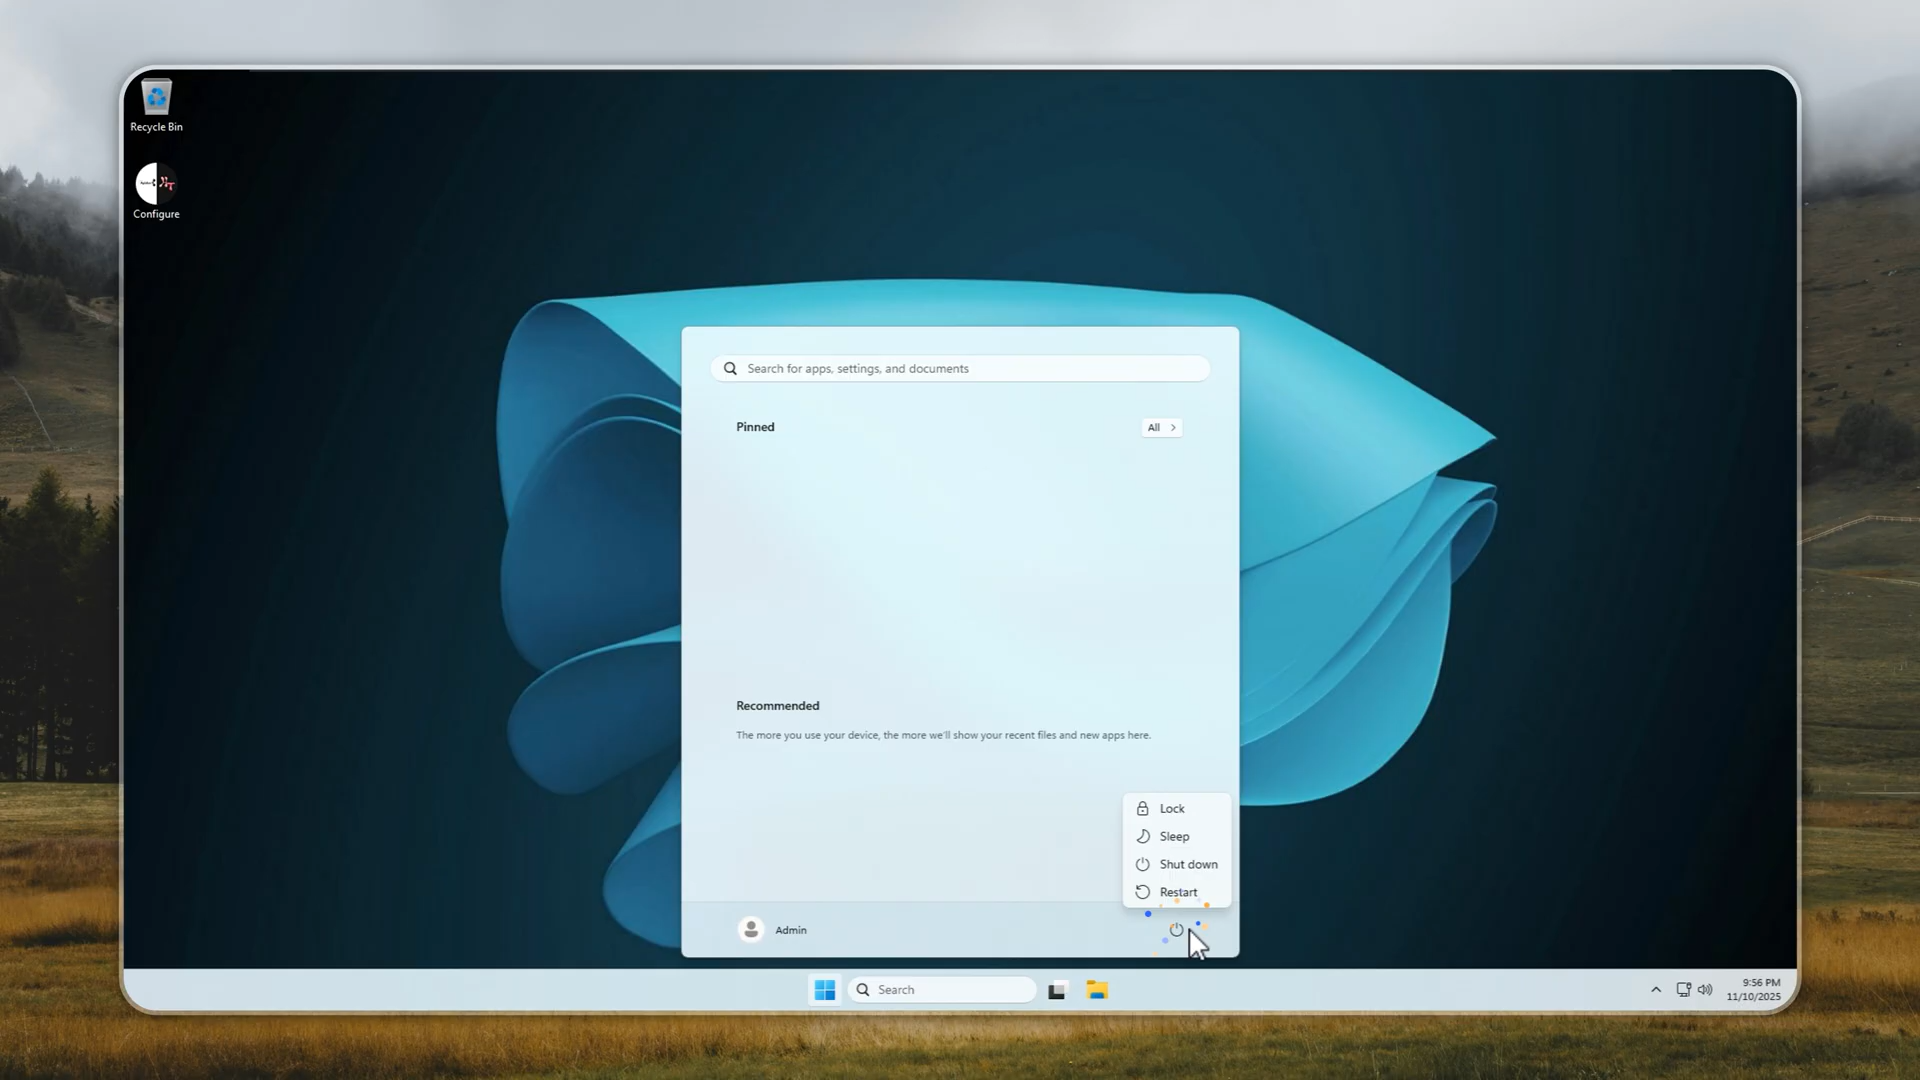 Recycle Bin
Configure
Search for apps, settings, and documents
Pinned
All
Recommended
The more you use your device, the more we'll show your recent files and new apps here.
Lock
Sleep
Shut down
Restart
Admin
Search
9:56 PM
11/10/2025